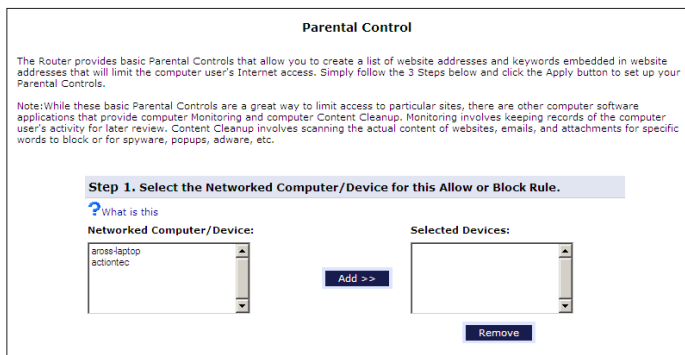 Parental Control
The Router provides basic Parental Controls that allow you to create a list of website addresses and keywords embedded in website
addresses that will limit the computer user's Internet access. Simply follow the 3 Steps below and click the Apply button to set up your
Parental Controls.
Note:While these basic Parental Controls are a great way to limit access to particular sites, there are other computer software
applications that provide computer Monitoring and computer Content Cleanup. Monitoring involves keeping records of the computer
user's activity for later review. Content Cleanup involves scanning the actual content of websites, emails, and attachments for specific
words to block or for spyware, popups, adware, etc.
Step 1. Select the Networked Computer/Device for this Allow or Block Rule.
? What is this
Networked Computer/Device:
Selected Devices:
aross-laptop
actiontec
Add >>
Remove